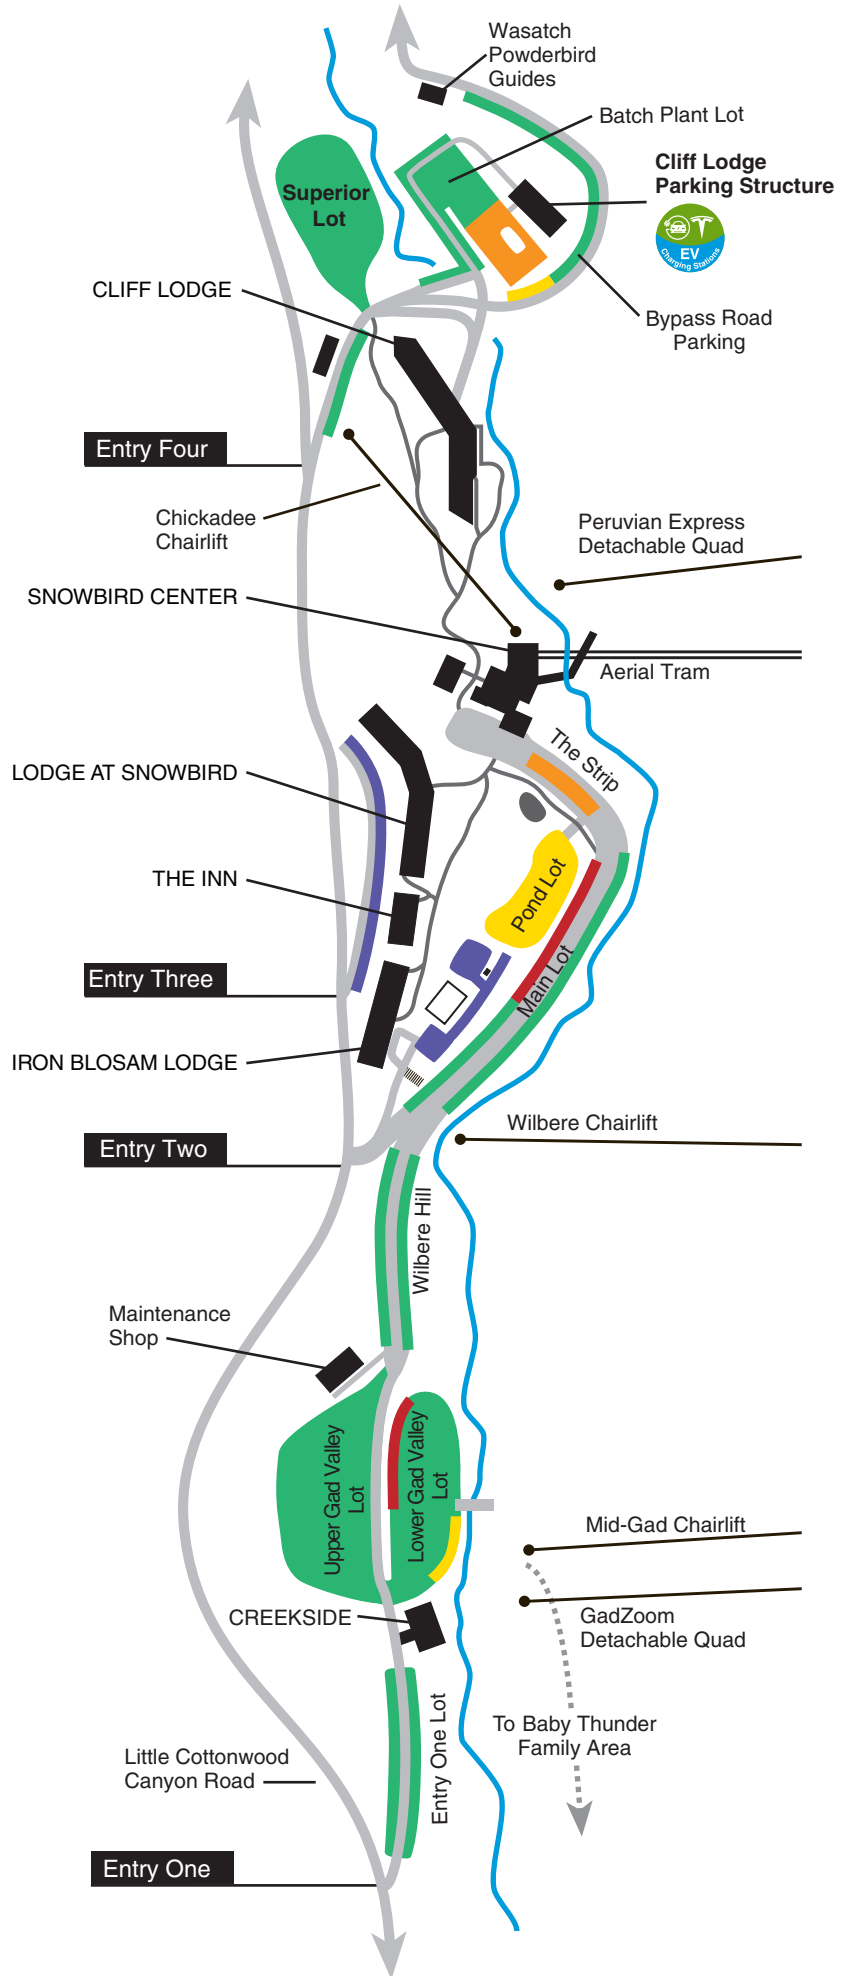 Wasatch
Powderbird
Guides
Batch Plant Lot
Cliff Lodge
Parking Structure
EV
Charging Stations
Superior
Lot
CLIFF LODGE
Bypass Road
Parking
Entry Four
Chickadee
Chairlift
Peruvian Express
Detachable Quad
SNOWBIRD CENTER
Aerial Tram
The Strip
LODGE AT SNOWBIRD
THE INN
Pond Lot
Main Lot
Entry Three
IRON BLOSAM LODGE
Wilbere Chairlift
Entry Two
Wilbere Hill
Maintenance
Shop
Upper Gad Valley
Lot
Lower Gad Valley
Lot
Mid-Gad Chairlift
CREEKSIDE
GadZoom
Detachable Quad
Entry One Lot
To Baby Thunder
Family Area
Little Cottonwood
Canyon Road
Entry One